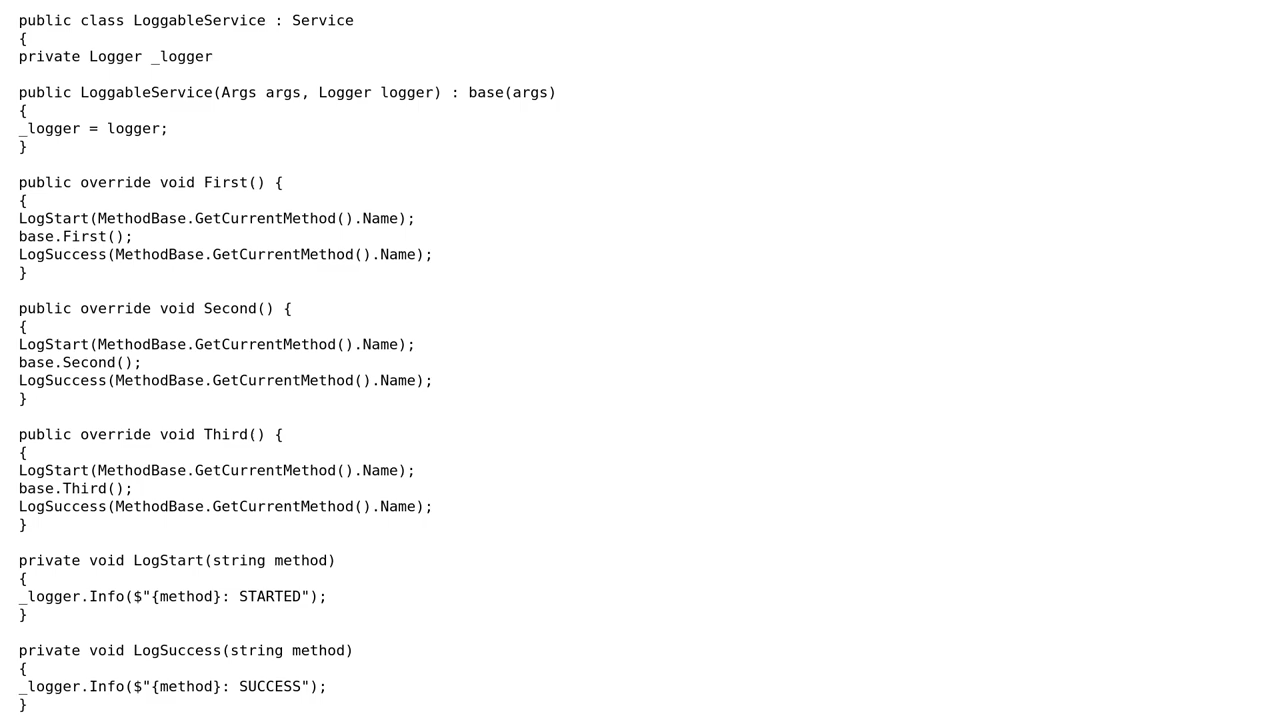 public class LoggableService : Service
{
private Logger _logger
public LoggableService(Args args, Logger logger) : base(args)
{
_logger = logger;
}
public override void First() {
{
LogStart(MethodBase.GetCurrentMethod().Name);
base.First();
LogSuccess(MethodBase.GetCurrentMethod().Name);
}
public override void Second() {
{
LogStart(MethodBase.GetCurrentMethod().Name);
base.Second();
LogSuccess(MethodBase.GetCurrentMethod().Name);
}
public override void Third() {
{
LogStart(MethodBase.GetCurrentMethod().Name);
base.Third();
LogSuccess(MethodBase.GetCurrentMethod().Name);
}
private void LogStart(string method)
{
_logger.Info($"{method}: STARTED");
}
private void LogSuccess(string method)
{
_logger.Info($"{method}: SUCCESS");
}